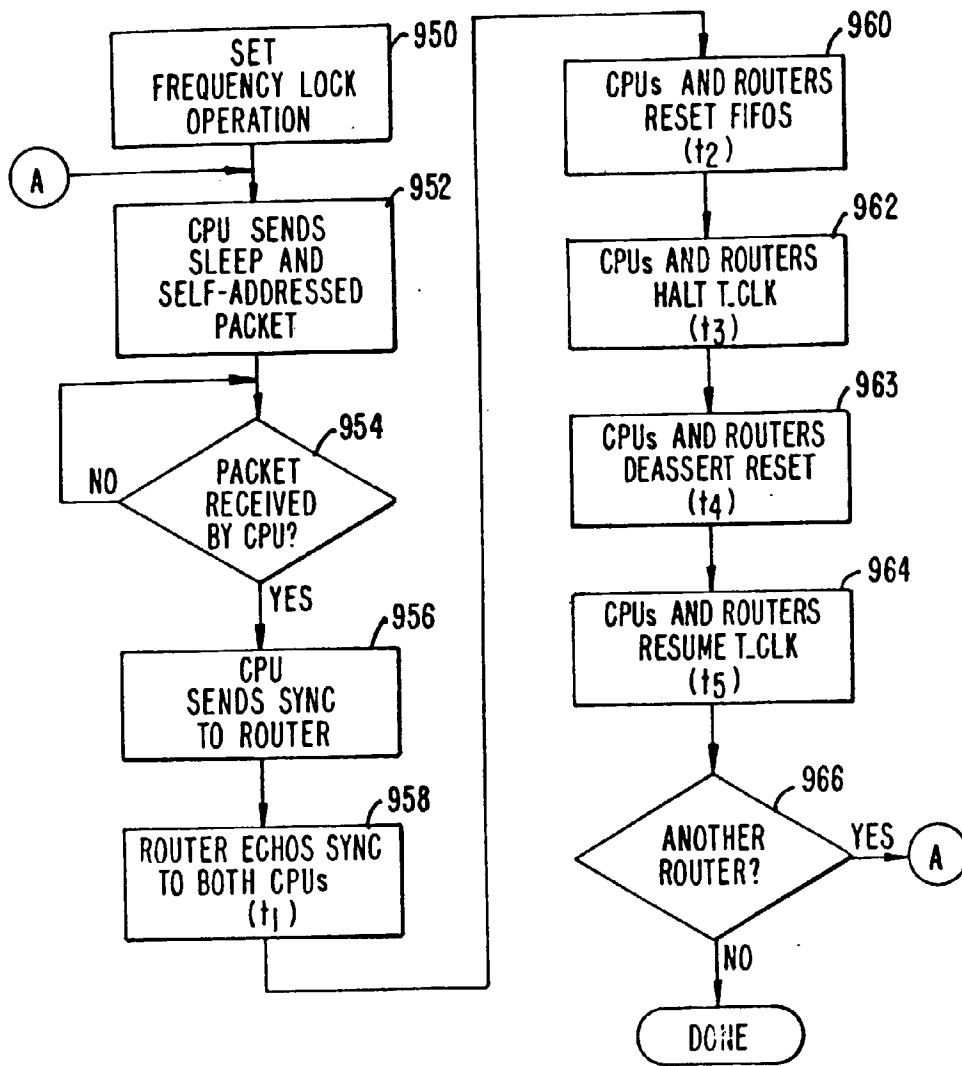 950
SET
FREQUENCY LOCK
OPERATION
A
952
CPU SENDS
SLEEP AND
SELF-ADDRESSED
PACKET
954
NO
PACKET
RECEIVED
BY CPU?
YES
956
CPU
SENDS SYNC
TO ROUTER
958
ROUTER ECHOS SYNC
TO BOTH CPUs
(t1)
960
CPUs AND ROUTERS
RESET FIFOS
(t2)
962
CPUs AND ROUTERS
HALT T_CLK
(t3)
963
CPUs AND ROUTERS
DEASSERT RESET
(t4)
964
CPUs AND ROUTERS
RESUME T_CLK
(t5)
966
ANOTHER
ROUTER?
YES
A
NO
DONE